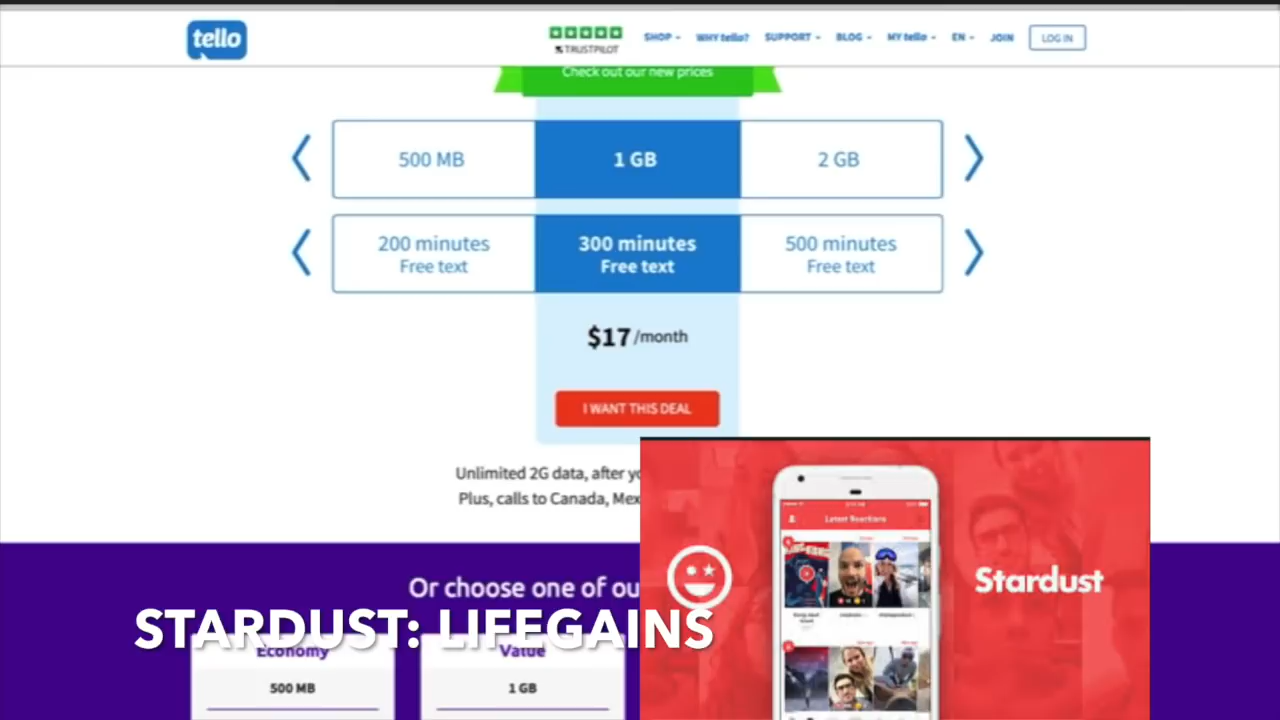 tello
TRUSTPILOT
SHOP WHY tello? SUPPORT BLOG MY tello EN JOIN LOG IN
Check out our new prices
500 MB 1 GB 2 GB
200 minutes 300 minutes 500 minutes
Free text Free text Free text
$17/month
I WANT THIS DEAL
Unlimited 2G data, after yo
Plus, calls to Canada, Mex
Latest Reactions
Stardust
Or choose one of ou
STARDUST: LIFEGAINS
Economy Value
500 MB 1 GB